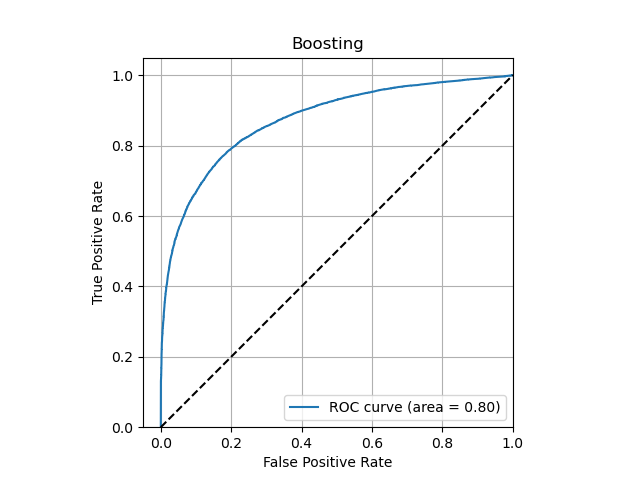 Boosting
True Positive Rate
1.0
0.8
0.6
0.4
0.2
0.0
ROC curve (area = 0.80)
0.0 0.2 0.4 0.6 0.8 1.0
False Positive Rate